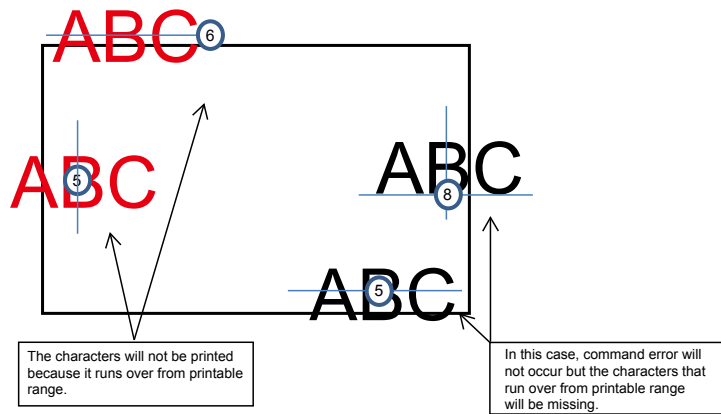 ABC
6
ABC
5
ABC
8
ABC
5
The characters will not be printed
because it runs over from printable
range.
In this case, command error will
not occur but the characters that
run over from printable range
will be missing.